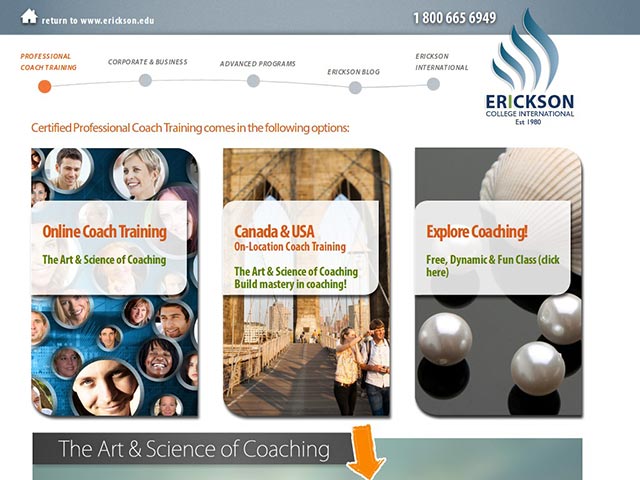 return to www.erickson.edu
1 800 665 6949
PROFESSIONAL
COACH TRAINING
CORPORATE & BUSINESS
ADVANCED PROGRAMS
ERICKSON BLOG
ERICKSON
INTERNATIONAL
ERICKSON
COLLEGE INTERNATIONAL
Est 1980
Certified Professional Coach Training comes in the following options:
Online Coach Training
The Art & Science of Coaching
Canada & USA
On-Location Coach Training
The Art & Science of Coaching
Build mastery in coaching!
Explore Coaching!
Free, Dynamic & Fun Class (click
here)
The Art & Science of Coaching